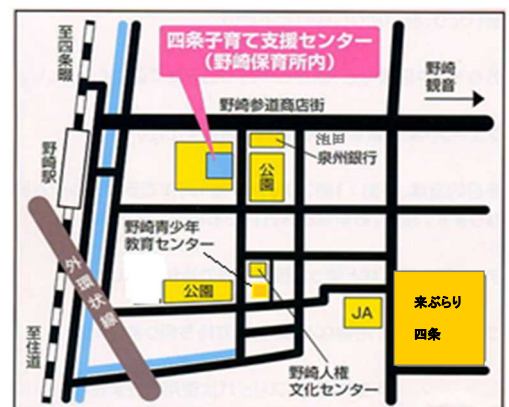 至四条畷
四条子育て支援センター
（野崎保育所内）
野崎
観音
野崎参道商店街
池田
泉州銀行
野崎駅
公園
野崎青少年
教育センター
外環状線
公園
JA
来ぶらり
四条
至住道
野崎人権
文化センター